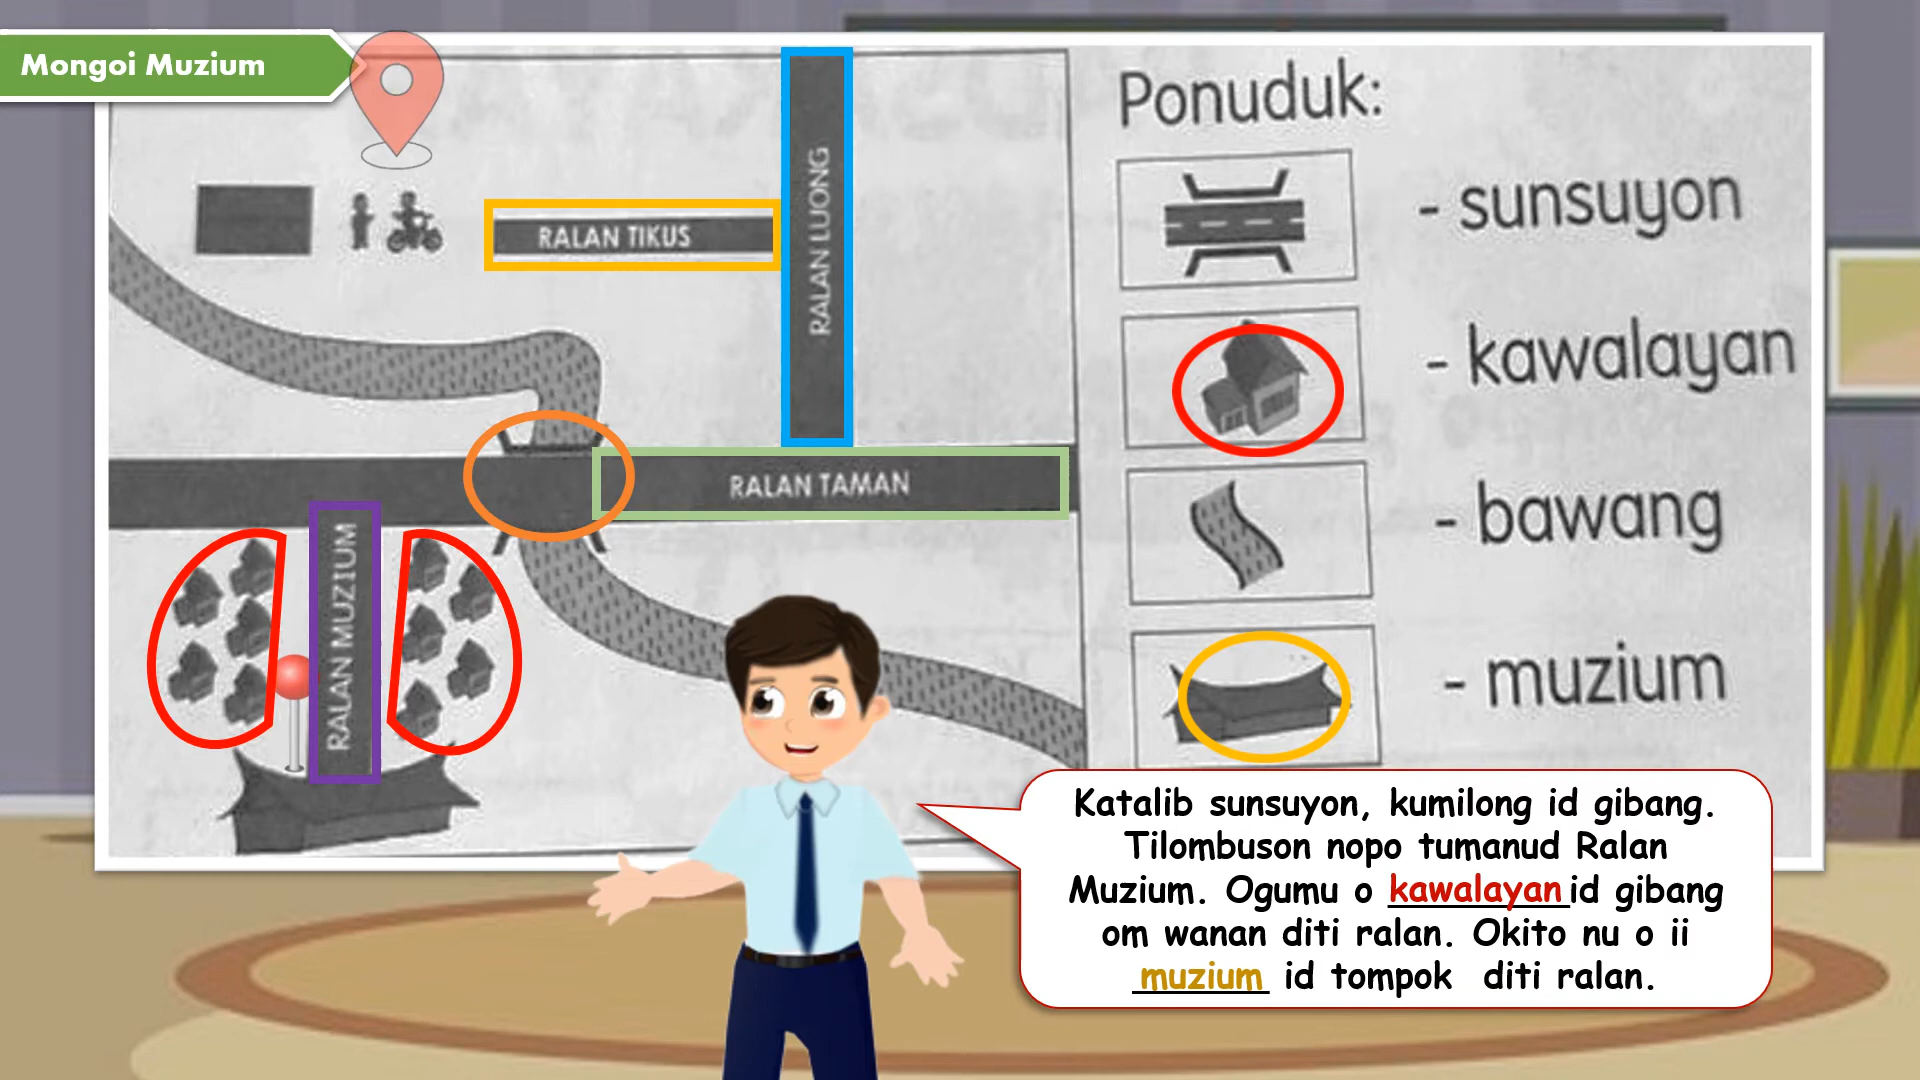 Mongoi Muzium
RALAN TIKUS
RALAN LUONG
RALAN TAMAN
RALAN MUZIUM
Ponuduk:
- sunsuyon
- kawalayan
- bawang
- muzium
Katalib sunsuyon, kumilong id gibang.
Tilombuson nopo tumanud Ralan
Muzium. Ogumu o kawalayan id gibang
om wanan diti ralan. Okito nu o ii
muzium id tompok diti ralan.